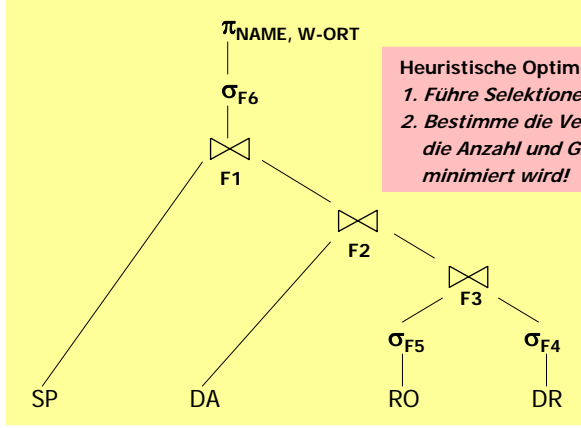 π NAME, W-ORT
Heuristische Optim
σF6
1. Führe Selektione
2. Bestimme die Ve
die Anzahl und G
minimiert wird!
F1
F2
F3
σF5
σF4
SP
DA
RO
DR